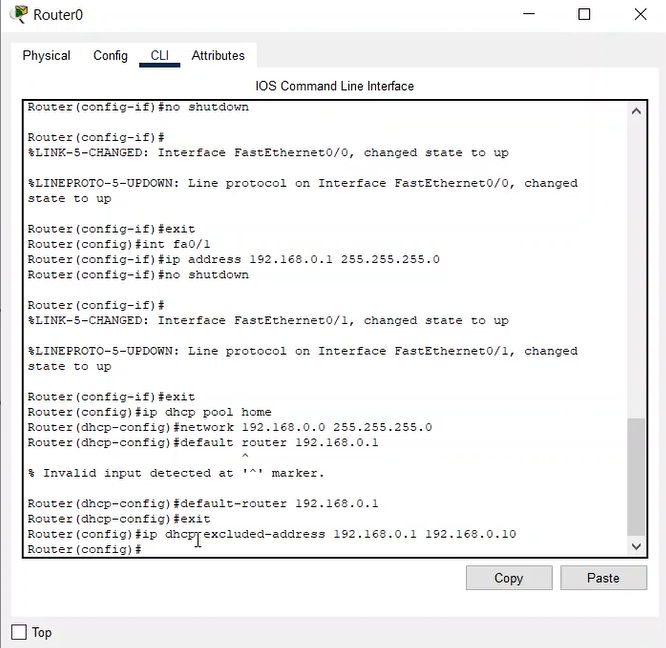 Router0
Physical Config CLI Attributes
IOS Command Line Interface
Router(config-if)#no shutdown
Router(config-if)#
%LINK-5-CHANGED: Interface FastEthernet0/0, changed state to up
%LINEPROTO-5-UPDOWN: Line protocol on Interface FastEthernet0/0, changed
state to up
Router(config-if)#exit
Router(config)#int fa0/1
Router(config-if)#ip address 192.168.0.1 255.255.255.0
Router(config-if)#no shutdown
Router(config-if)#
%LINK-5-CHANGED: Interface FastEthernet0/1, changed state to up
%LINEPROTO-5-UPDOWN: Line protocol on Interface FastEthernet0/1, changed
state to up
Router(config-if)#exit
Router(config)#ip dhcp pool home
Router(dhcp-config)#network 192.168.0.0 255.255.255.0
Router(dhcp-config)#default router 192.168.0.1
^
% Invalid input detected at '^' marker.
Router(dhcp-config)#default-router 192.168.0.1
Router(dhcp-config)#exit
Router(config)#ip dhcp excluded-address 192.168.0.1 192.168.0.10
Router(config)#
Copy Paste
Top